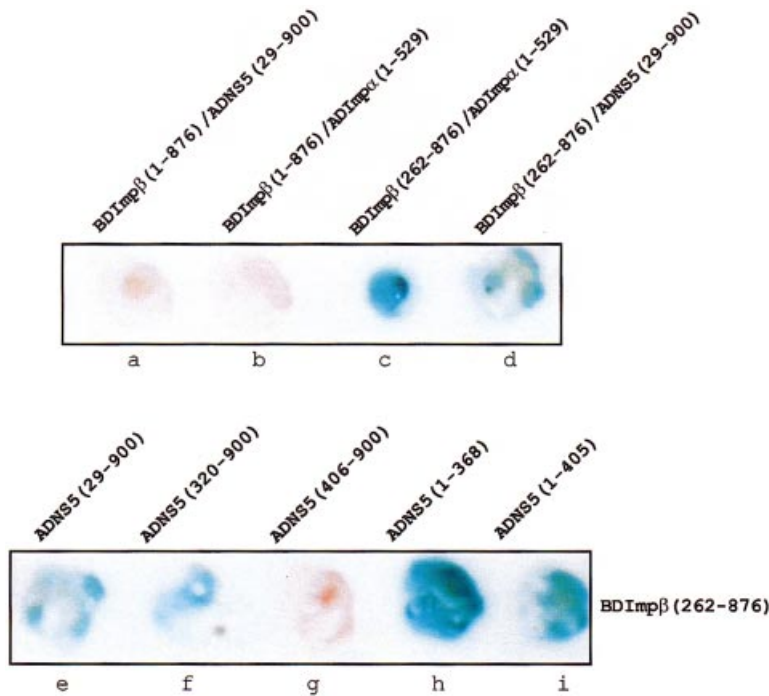 BDImpβ(1-876)/ADNS5(29-900)
BDImpβ(1-876)/ADImpα(1-529)
BDImpβ(262-876)/ADImpα(1-529)
BDImpβ(262-876)/ADNS5(29-900)
a b c d
ADNS5(29-900)
ADNS5(320-900)
ADNS5(406-900)
ADNS5(1-368)
ADNS5(1-405)
BDImpβ(262-876)
e f g h i